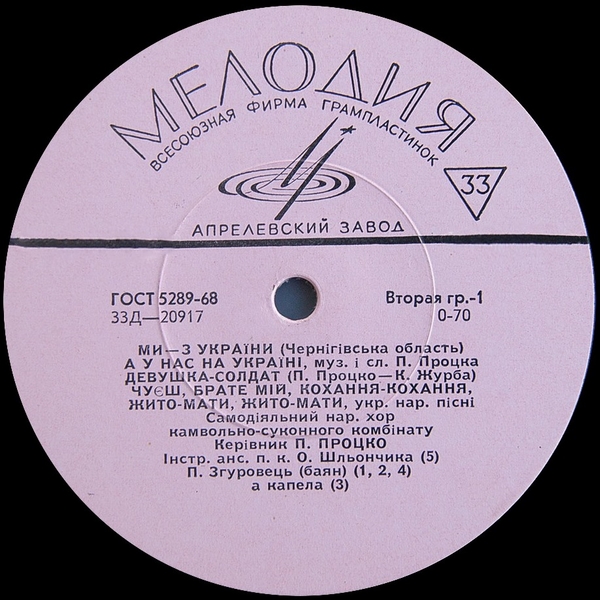 МЕЛОДИЯ
ВСЕСОЮЗНАЯ ФИРМА ГРАМПЛАСТИНОК
33
АПРЕЛЕВСКИЙ ЗАВОД
ГОСТ 5289-68
Вторая гр.-1
33Д—20917
0-70
МИ—З УКРАЇНИ (Чернігівська область)
А У НАС НА УКРАЇНІ, муз. і сл. П. Процка
ДЕВУШКА-СОЛДАТ (П. Процко—К. Журба)
ЧУЄШ, БРАТЕ МІЙ, КОХАННЯ-КОХАННЯ,
ЖИТО-МАТИ, ЖИТО-МАТИ, укр. нар. пісні
Самодіяльний нар. хор
камвольно-суконного комбінату
Керівник П. ПРОЦКО
Інстр. анс. п. к. О. Шльончика (5)
П. Згуровець (баян) (1, 2, 4)
а капела (3)